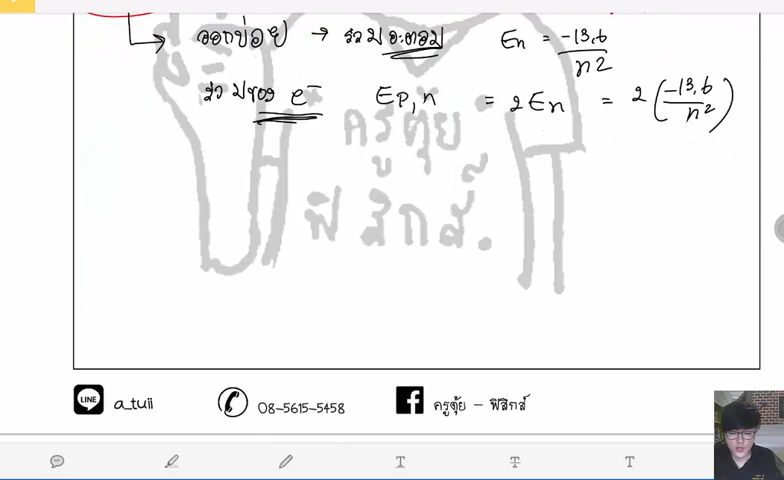 ออกบ่อย → รวมอะตอม En = -13.6/n2
รวมของ e⁻ Ep,n = 2En = 2(-13.6/n2)
ครูตุ้ย
ฟิสิกส์.
LINE a_tuii 08-5615-5458 ครูตุ้ย - ฟิสิกส์
T T T